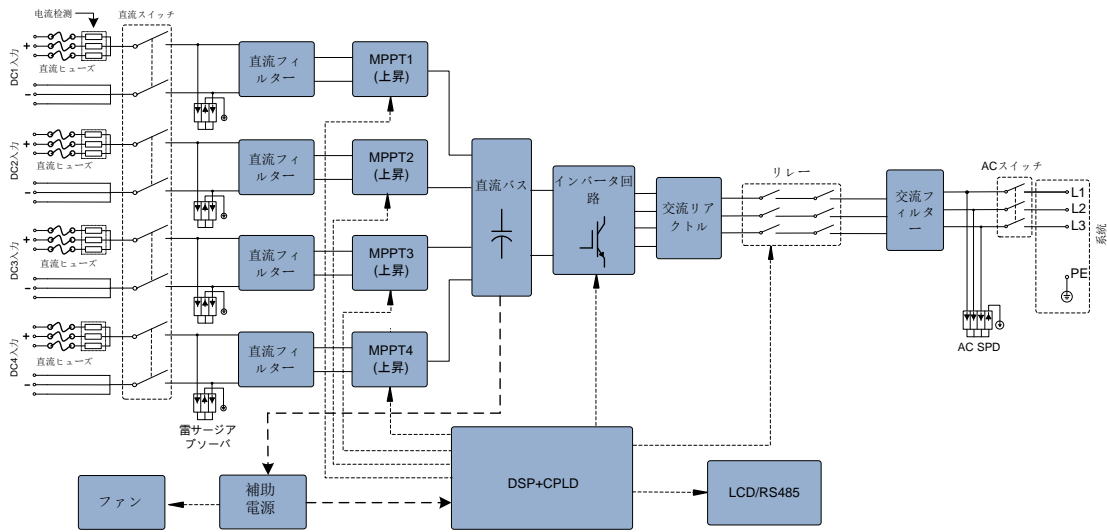 电流检测
直流スイッチ
DC1入力
+
-
直流ヒューズ
直流フィ
ルター
MPPT1
(上昇)
DC2入力
+
-
直流ヒューズ
直流フィ
ルター
MPPT2
(上昇)
直流バス
インバータ回
路
交流リア
クトル
リレー
交流フ
ィルタ
ー
ACスイッチ
L1
L2
L3
PE
系統
AC SPD
DC3入力
+
-
直流ヒューズ
直流フィ
ルター
MPPT3
(上昇)
DC4入力
+
-
直流ヒューズ
直流フィ
ルター
MPPT4
(上昇)
雷サージア
ブソーバ
ファン
補助
電源
DSP+CPLD
LCD/RS485